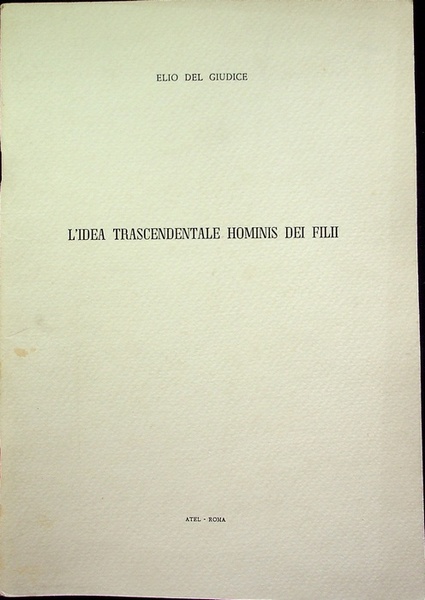 ELIO DEL GIUDICE
L'IDEA TRASCENDENTALE HOMINIS DEI FILII
ATEL - ROMA